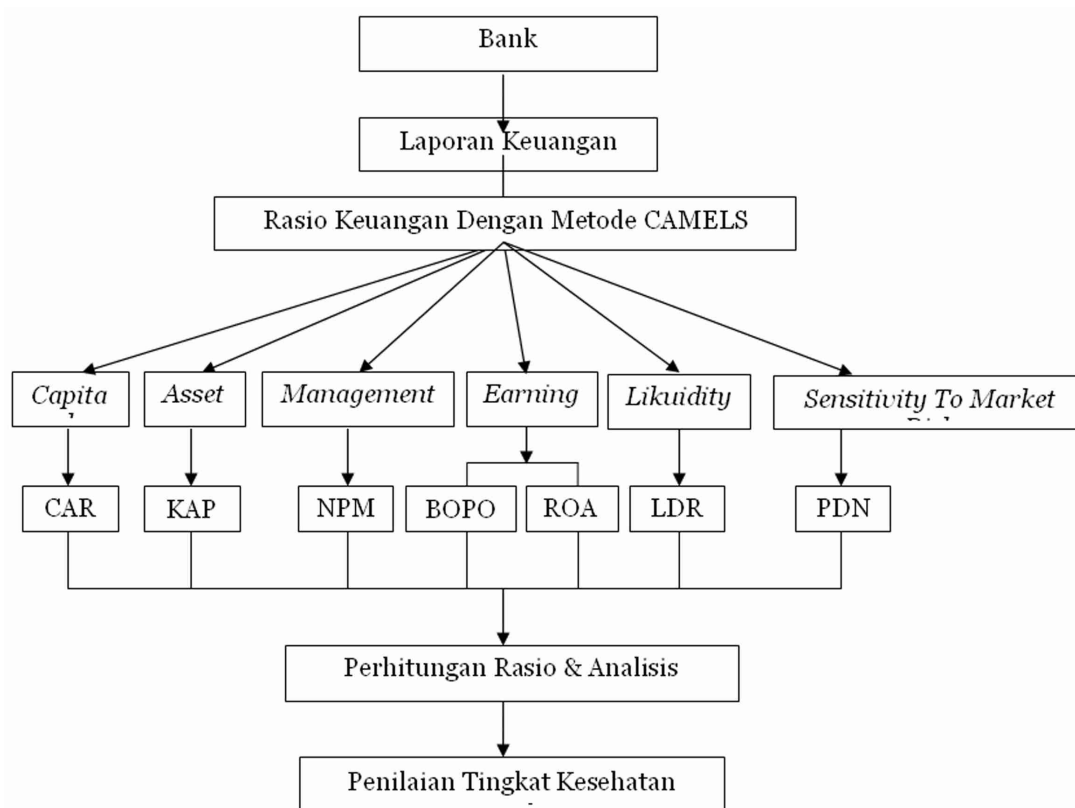 Bank
Laporan Keuangan
Rasio Keuangan Dengan Metode CAMELS
Capita
Asset
Management
Earning
Likuidity
Sensitivity To Market
CAR
KAP
NPM
BOPO
ROA
LDR
PDN
Perhitungan Rasio & Analisis
Penilaian Tingkat Kesehatan